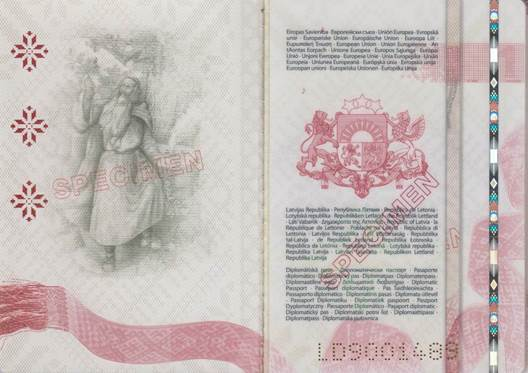 SPECIMEN
Eiropas Savienība · Европейски съюз · Unión Europea · Evropská
unie · Europæiske Union · Europäische Union · Euroopa Liit ·
Ευρωπαϊκή Ένωση · European Union · Union Européenne · An
tAontas Eorpach · Unione Europea · Europos Sąjunga · Európai
Unió · Unjoni Ewropea · Europese Unie · Unia Europejska · União
Europeia · Uniunea Europeană · Európska únia · Evropska unija ·
Euroopan unioni · Europeiska Unionen · Europska unija
Latvijas Republika · Република Латвия · República de Letonia ·
Lotyšská republika · Republikken Letland · Republik Lettland
· Läti Vabariik · Δημοκρατία της Λετονίας · Republic of Latvia · la
République de Lettonie · Poblacht na Laitvia · Repubblica di
Lettonia · Latvijos Respublika · Lett Köztársaság · Repubblika
tal-Latvja · de Republiek Letland · Republika Łotewska ·
República da Letónia · Republica Letonia · Lotyšská republika
· Republika Latvija · Latvian tasavalta · Republiken Lettland ·
Republika Latvija
SPECIMEN
Diplomātiskā pase · Дипломатически паспорт · Pasaporte
diplomático · Diplomatický pas · Diplomatpas · Diplomatenpass ·
Diplomaatiline pass · Διπλωματικό διαβατήριο · Diplomatic
Passport · Passeport diplomatique · Pas Taidhleoireachta ·
Passaporto diplomatico · Diplomatinis pasas · Diplomata útlevél
· Passaport Diplomatiku · Diplomatiek paspoort · Paszport
Dyplomatyczny · Passaporte Diplomático · Pașaport diplomatic ·
Diplomatický pas · Diplomatski potni list · Diplomaattipassi ·
Diplomatpass · Diplomatska putovnica
LD9001489